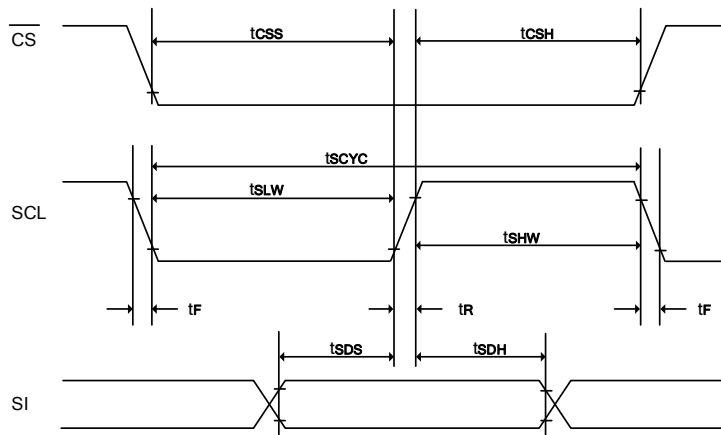 CS
tCSS
tCSH
tSCYC
SCL
tSLW
tSHW
tF
tR
tF
tSDS
tSDH
SI